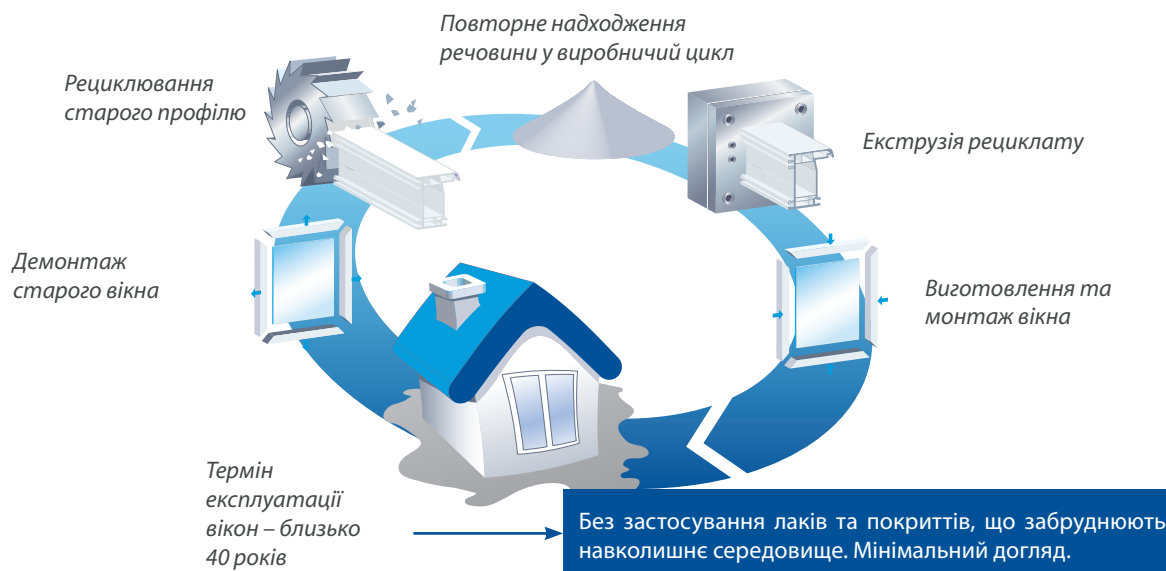 Повторне надходження
речовини у виробничий цикл
Рециклювання
старого профілю
Екструзія рециклату
Демонтаж
старого вікна
Виготовлення та
монтаж вікна
Термін
експлуатації
вікон – близько
40 років
Без застосування лаків та покриттів, що забруднюють
навколишнє середовище. Мінімальний догляд.